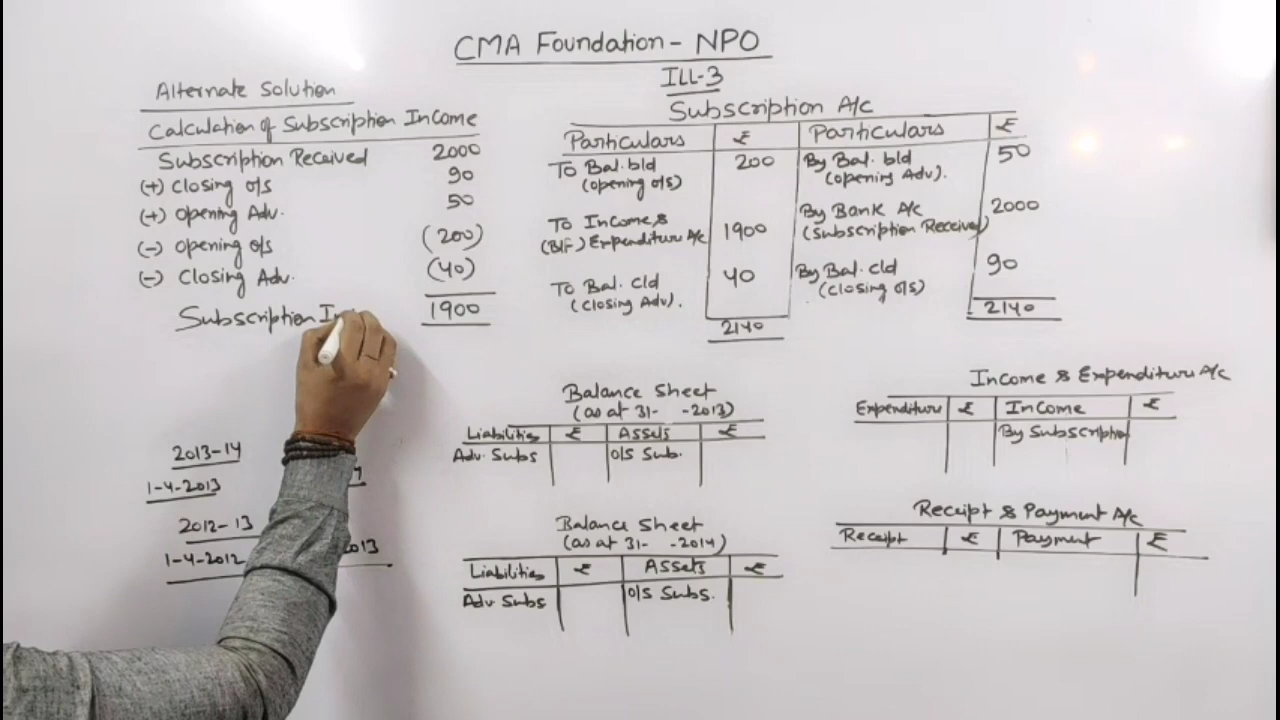 CMA Foundation - NPO
ILL-3
Alternate Solution
Calculation of Subscription Income
Subscription Received 2000
(+) Closing o/s 90
(+) Opening Adv. 50
(-) Opening o/s (200)
(-) Closing Adv. (40)
Subscription In 1900
Subscription A/c
Particulars ₹ Particulars ₹
To Bal. b/d 200 By Bal. b/d 50
(opening o/s) (opening Adv).
To Income & 1900 By Bank A/c 2000
(B/F) Expenditure A/c (Subscription Received)
To Bal. c/d 40 By Bal. c/d 90
(closing Adv). (closing o/s)
2140 2140
2013-14
1-4-2013
2012-13
1-4-2012 2013
Balance Sheet
(as at 31- -2013)
Liabilities ₹ Assets ₹
Adv. Subs O/S Sub.
Balance Sheet
(as at 31- -2014)
Liabilities ₹ Assets ₹
Adv. Subs O/S Subs.
Income & Expenditure A/c
Expenditure ₹ Income ₹
By Subscription
Receipt & Payment A/c
Receipt ₹ Payment ₹